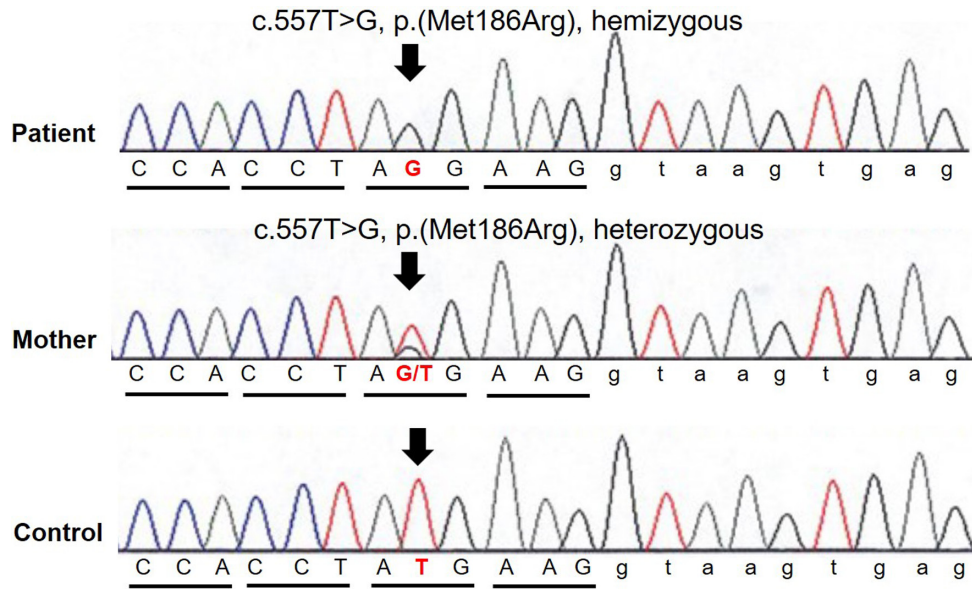 c.557T>G, p.(Met186Arg), hemizygous
Patient
C C A C C T A G G A A G g t a a g t g a g
c.557T>G, p.(Met186Arg), heterozygous
Mother
C C A C C T A G/T G A A G g t a a g t g a g
Control
C C A C C T A T G A A G g t a a g t g a g